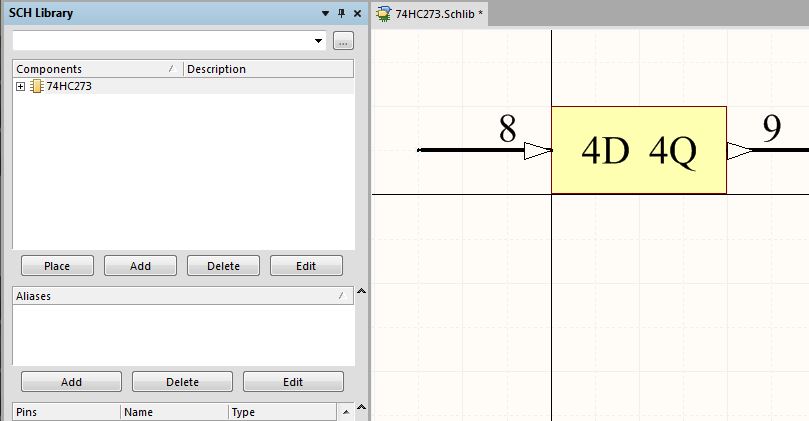 SCH Library
...
Components Description
74HC273
Place Add Delete Edit
Aliases
Add Delete Edit
Pins Name Type
74HC273.Schlib *
8 4D 4Q 9